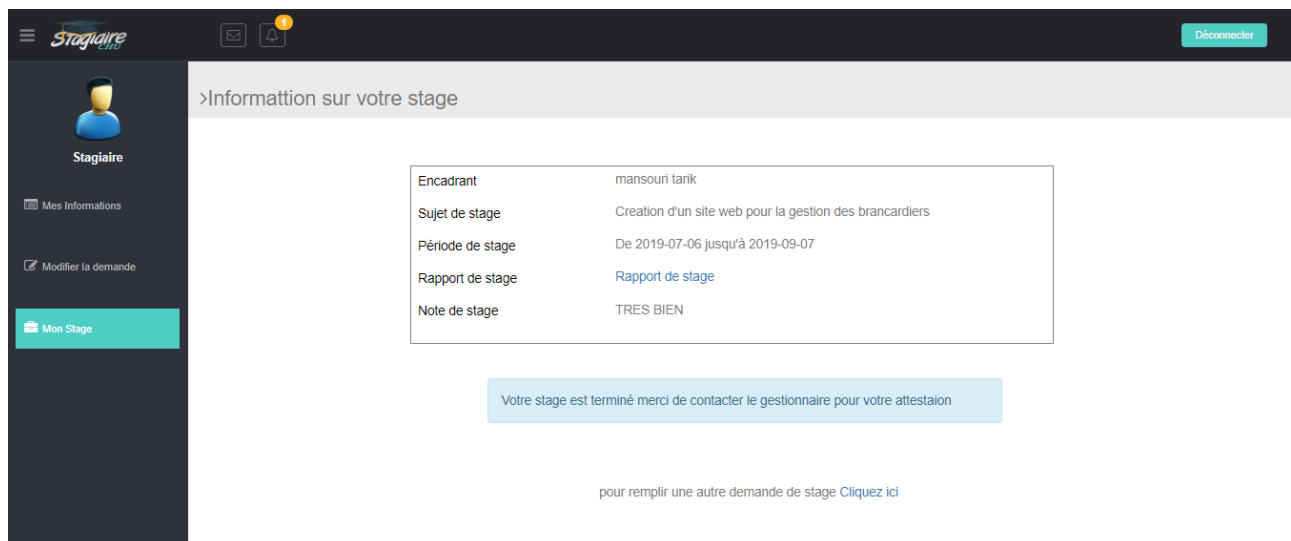 Stagiaire
CHU
1
Déconnecter
>Informattion sur votre stage
Stagiaire
Mes Informations
Modifier la demande
Mon Stage
Encadrant mansouri tarik
Sujet de stage Creation d'un site web pour la gestion des brancardiers
Période de stage De 2019-07-06 jusqu'à 2019-09-07
Rapport de stage Rapport de stage
Note de stage TRES BIEN
Votre stage est terminé merci de contacter le gestionnaire pour votre attestaion
pour remplir une autre demande de stage Cliquez ici